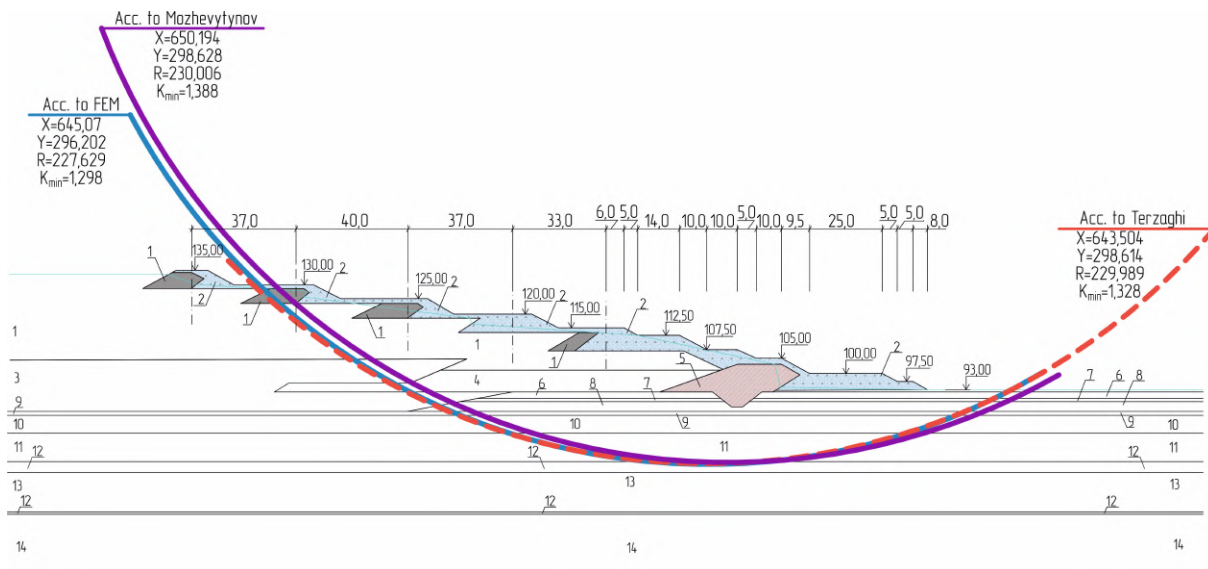 Acc. to Mozhevytynov
X=650,194
Y=298,628
R=230,006
Kmin=1,388
Acc. to FEM
X=645,07
Y=296,202
R=227,629
Kmin=1,298
37,0 40,0 37,0 33,0 6,0 5,0 14,0 10,0 10,0 5,0 10,0 9,5 25,0 5,0 5,0 8,0
Acc. to Terzaghi
X=643,504
Y=298,614
R=229,989
Kmin=1,328
1 135,00 130,00 2
2 1 125,00 2
1 120,00 2
115,00 2 112,50
1 1 1 107,50 105,00
5 100,00 2 97,50
3 4 93,00
6 8 7 7 6 8
9 9 9
10 10 10
11 11 11
12 12 12
13 13 13
12 12 12
14 14 14